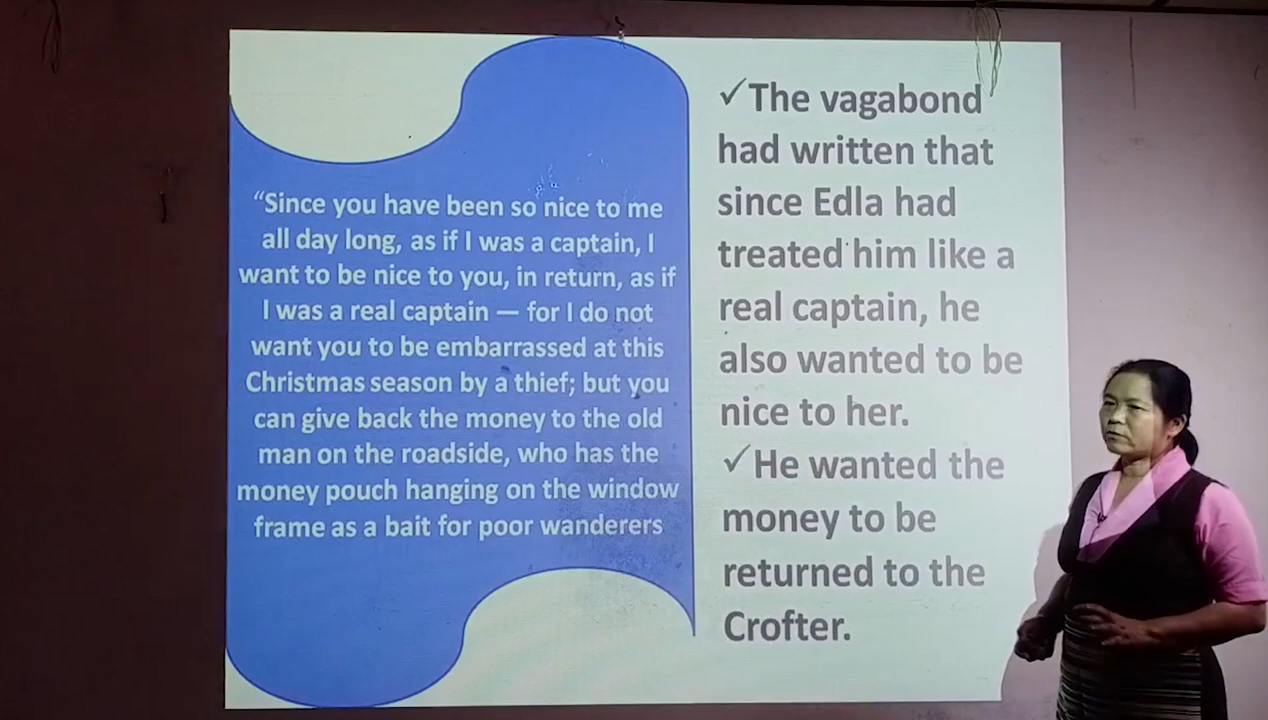 “Since you have been so nice to me
all day long, as if I was a captain, I
want to be nice to you, in return, as if
I was a real captain — for I do not
want you to be embarrassed at this
Christmas season by a thief; but you
can give back the money to the old
man on the roadside, who has the
money pouch hanging on the window
frame as a bait for poor wanderers
✓The vagabond
had written that
since Edla had
treated him like a
real captain, he
also wanted to be
nice to her.
✓He wanted the
money to be
returned to the
Crofter.